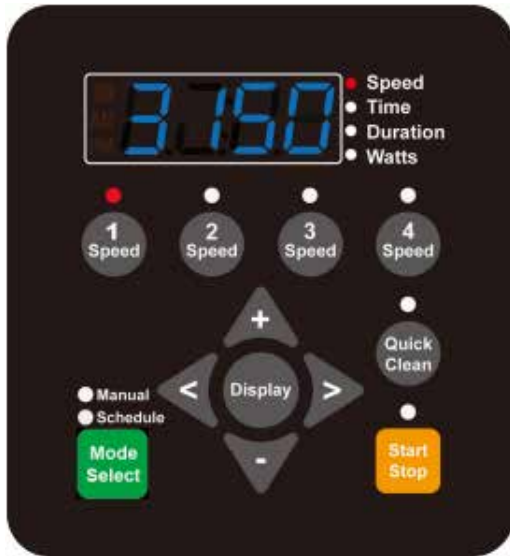 3150
Speed
Time
Duration
Watts
1 Speed
2 Speed
3 Speed
4 Speed
Quick
Clean
+
< Display >
-
Manual
Schedule
Mode
Select
Start
Stop